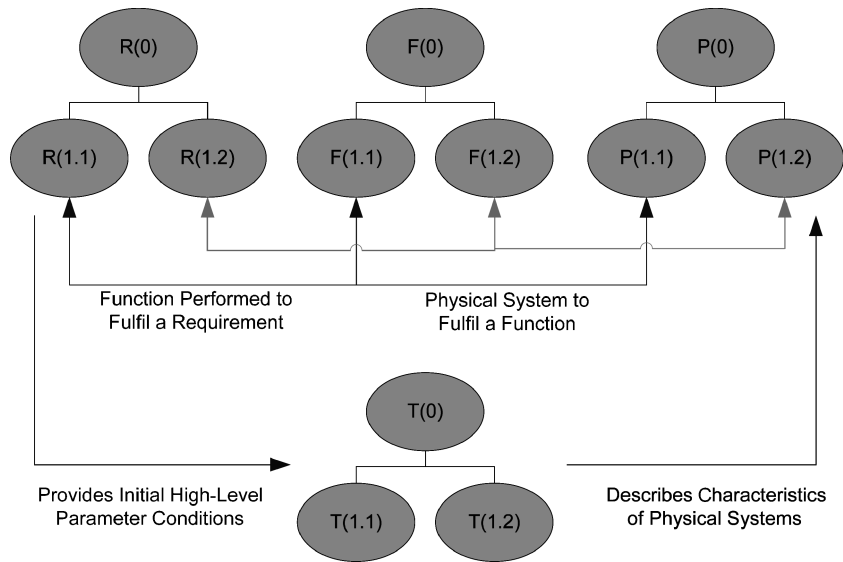 R(0)
F(0)
P(0)
R(1.1)
R(1.2)
F(1.1)
F(1.2)
P(1.1)
P(1.2)
Function Performed to
Fulfil a Requirement
Physical System to
Fulfil a Function
T(0)
Provides Initial High-Level
Parameter Conditions
T(1.1)
T(1.2)
Describes Characteristics
of Physical Systems